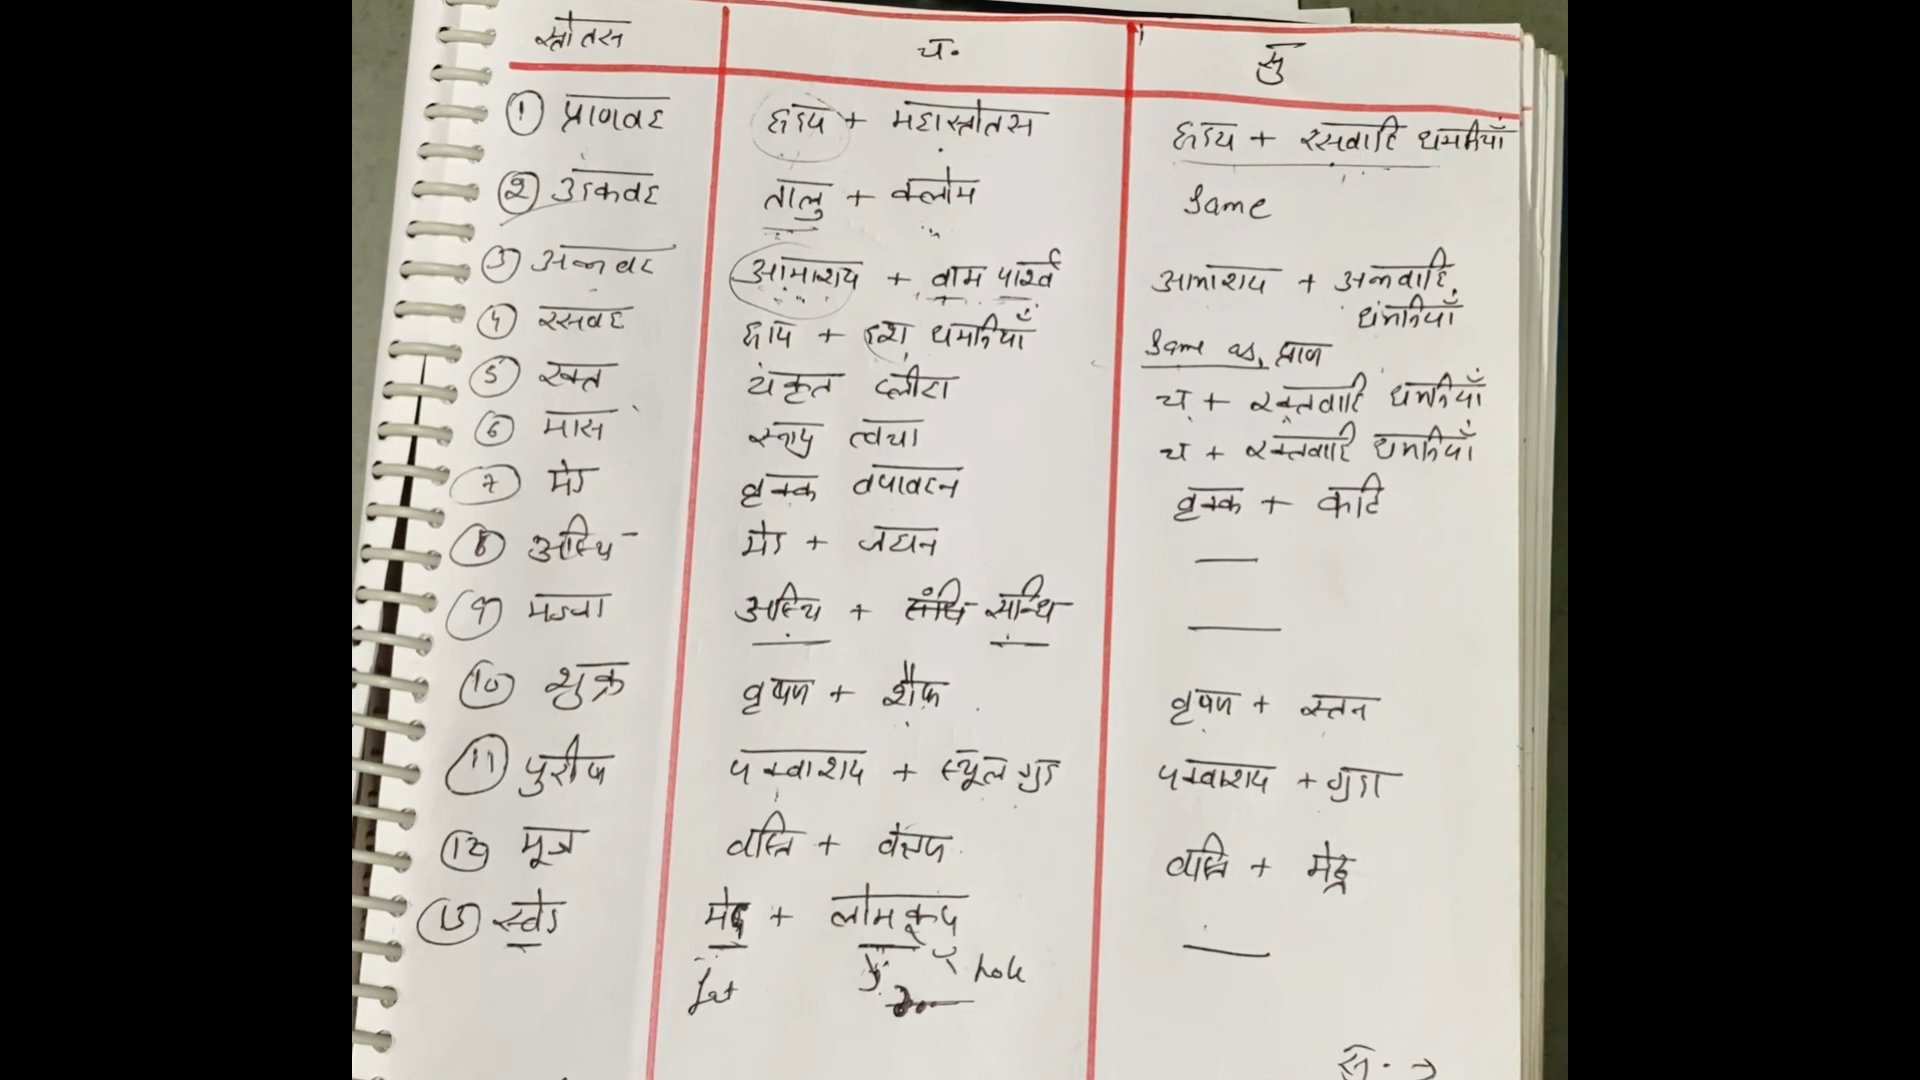 स्त्रोतस च. सु
① प्राणवह हृदय + महास्त्रोतस हृदय + रसवाहि धमनियाँ
② उदकवह तालु + क्लोम Same
③ अन्नवह आमाशय + वाम पार्श्व आमाशय + अन्नवाहि
धमनियाँ
④ रसवह हृदय + दश धमनियाँ Same as प्राण
⑤ रक्त यकृत प्लीहा च + रक्तवाहि धमनियाँ
⑥ मांस स्नायु त्वचा च + रक्तवाहि धमनियाँ
⑦ मेद वृक्क वपावहन वृक्क + कटि
⑧ अस्थि मेद + जघन —
⑨ मज्जा अस्थि + संधि सन्धि —
⑩ शुक्र वृषण + शैफ वृषण + स्तन
⑪ पुरीष पक्वाशय + स्थूल गुद पक्वाशय + गुदा
⑫ मूत्र वस्ति + वंक्षण वस्ति + मेढ्र
⑬ स्वेद मेद + लोमकूप —
fat hole